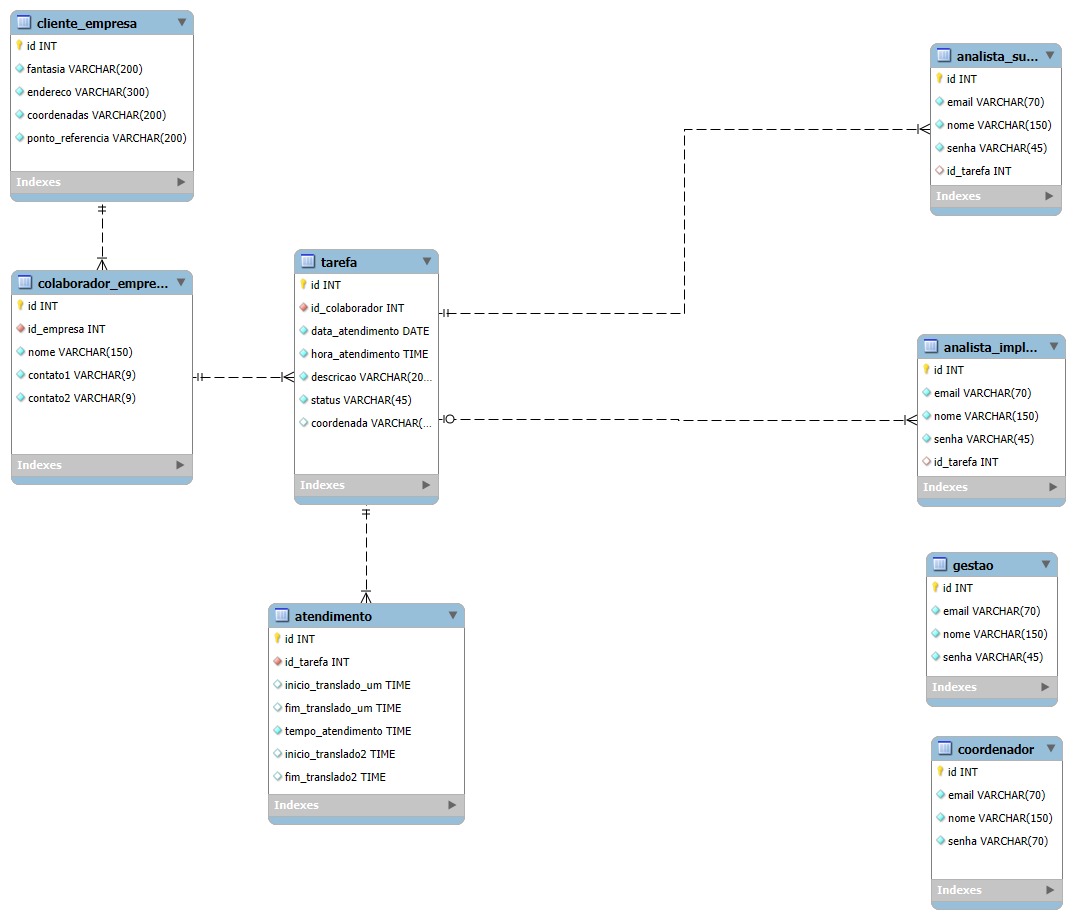 cliente_empresa
id INT
fantasia VARCHAR(200)
endereco VARCHAR(300)
coordenadas VARCHAR(200)
ponto_referencia VARCHAR(200)
Indexes
colaborador_empre...
id INT
id_empresa INT
nome VARCHAR(150)
contato1 VARCHAR(9)
contato2 VARCHAR(9)
Indexes
tarefa
id INT
id_colaborador INT
data_atendimento DATE
hora_atendimento TIME
descricao VARCHAR(20...
status VARCHAR(45)
coordenada VARCHAR(...
Indexes
atendimento
id INT
id_tarefa INT
inicio_translado_um TIME
fim_translado_um TIME
tempo_atendimento TIME
inicio_translado2 TIME
fim_translado2 TIME
Indexes
analista_su...
id INT
email VARCHAR(70)
nome VARCHAR(150)
senha VARCHAR(45)
id_tarefa INT
Indexes
analista_impl...
id INT
email VARCHAR(70)
nome VARCHAR(150)
senha VARCHAR(45)
id_tarefa INT
Indexes
gestao
id INT
email VARCHAR(70)
nome VARCHAR(150)
senha VARCHAR(45)
Indexes
coordenador
id INT
email VARCHAR(70)
nome VARCHAR(150)
senha VARCHAR(70)
Indexes